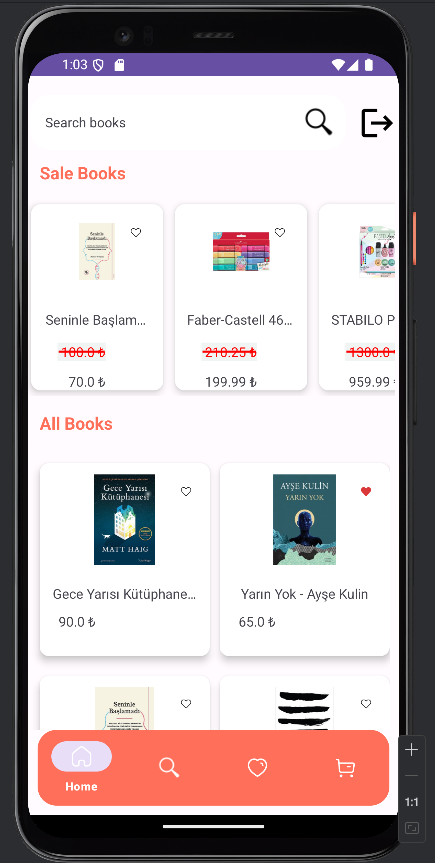 1:03
Search books
Sale Books
Seninle Başlam...
Faber-Castell 46...
STABILO P
100.0 ₺
210.25 ₺
1300.0
70.0 ₺
199.99 ₺
959.99
All Books
Gece Yarısı
Kütüphanesi
MATT HAIG
AYŞE KULİN
YARIN YOK
Gece Yarısı Kütüphane...
Yarın Yok - Ayşe Kulin
90.0 ₺
65.0 ₺
Seninle
Başlamadı
Home
1:1